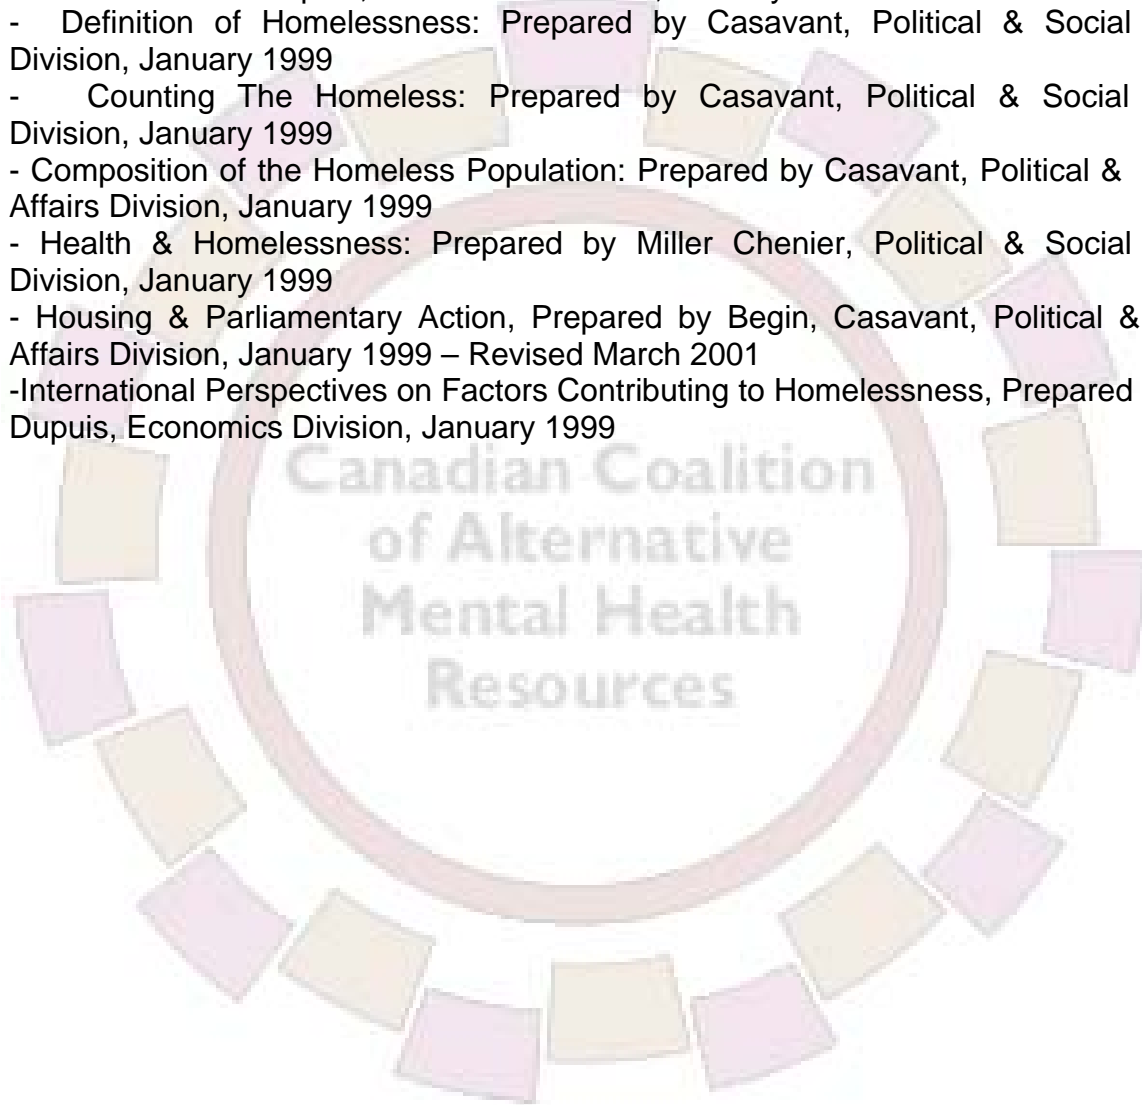 - Definition of Homelessness: Prepared by Casavant, Political & Social
Division, January 1999
- Counting The Homeless: Prepared by Casavant, Political & Social
Division, January 1999
- Composition of the Homeless Population: Prepared by Casavant, Political &
Affairs Division, January 1999
- Health & Homelessness: Prepared by Miller Chenier, Political & Social
Division, January 1999
- Housing & Parliamentary Action, Prepared by Begin, Casavant, Political &
Affairs Division, January 1999 – Revised March 2001
-International Perspectives on Factors Contributing to Homelessness, Prepared
Dupuis, Economics Division, January 1999
Canadian Coalition
of Alternative
Mental Health
Resources